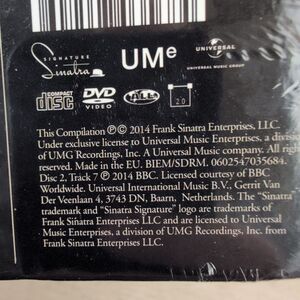 SIGNATURE
Sinatra
UMe
UNIVERSAL
UNIVERSAL MUSIC GROUP
COMPACT
disc
DVD
VIDEO
2.0
This Compilation ℗ © 2014 Frank Sinatra Enterprises, LLC.
Under exclusive license to Universal Music Enterprises, a division
of UMG Recordings, Inc. A Universal Music company. All rights
reserved. Made in the EU. BIEM/SDRM. 0602547035684.
Disc 2, Track 7 ℗ 2014 BBC. Licensed courtesy of BBC
Worldwide. Universal International Music B.V., Gerrit Van
Der Veenlaan 4, 3743 DN, Baarn, Netherlands. The "Sinatra"
trademark and "Sinatra Signature" logo are trademarks of
Frank Sinatra Enterprises LLC and are licensed to Universal
Music Enterprises, a division of UMG Recordings, Inc. from
Frank Sinatra Enterprises LLC.